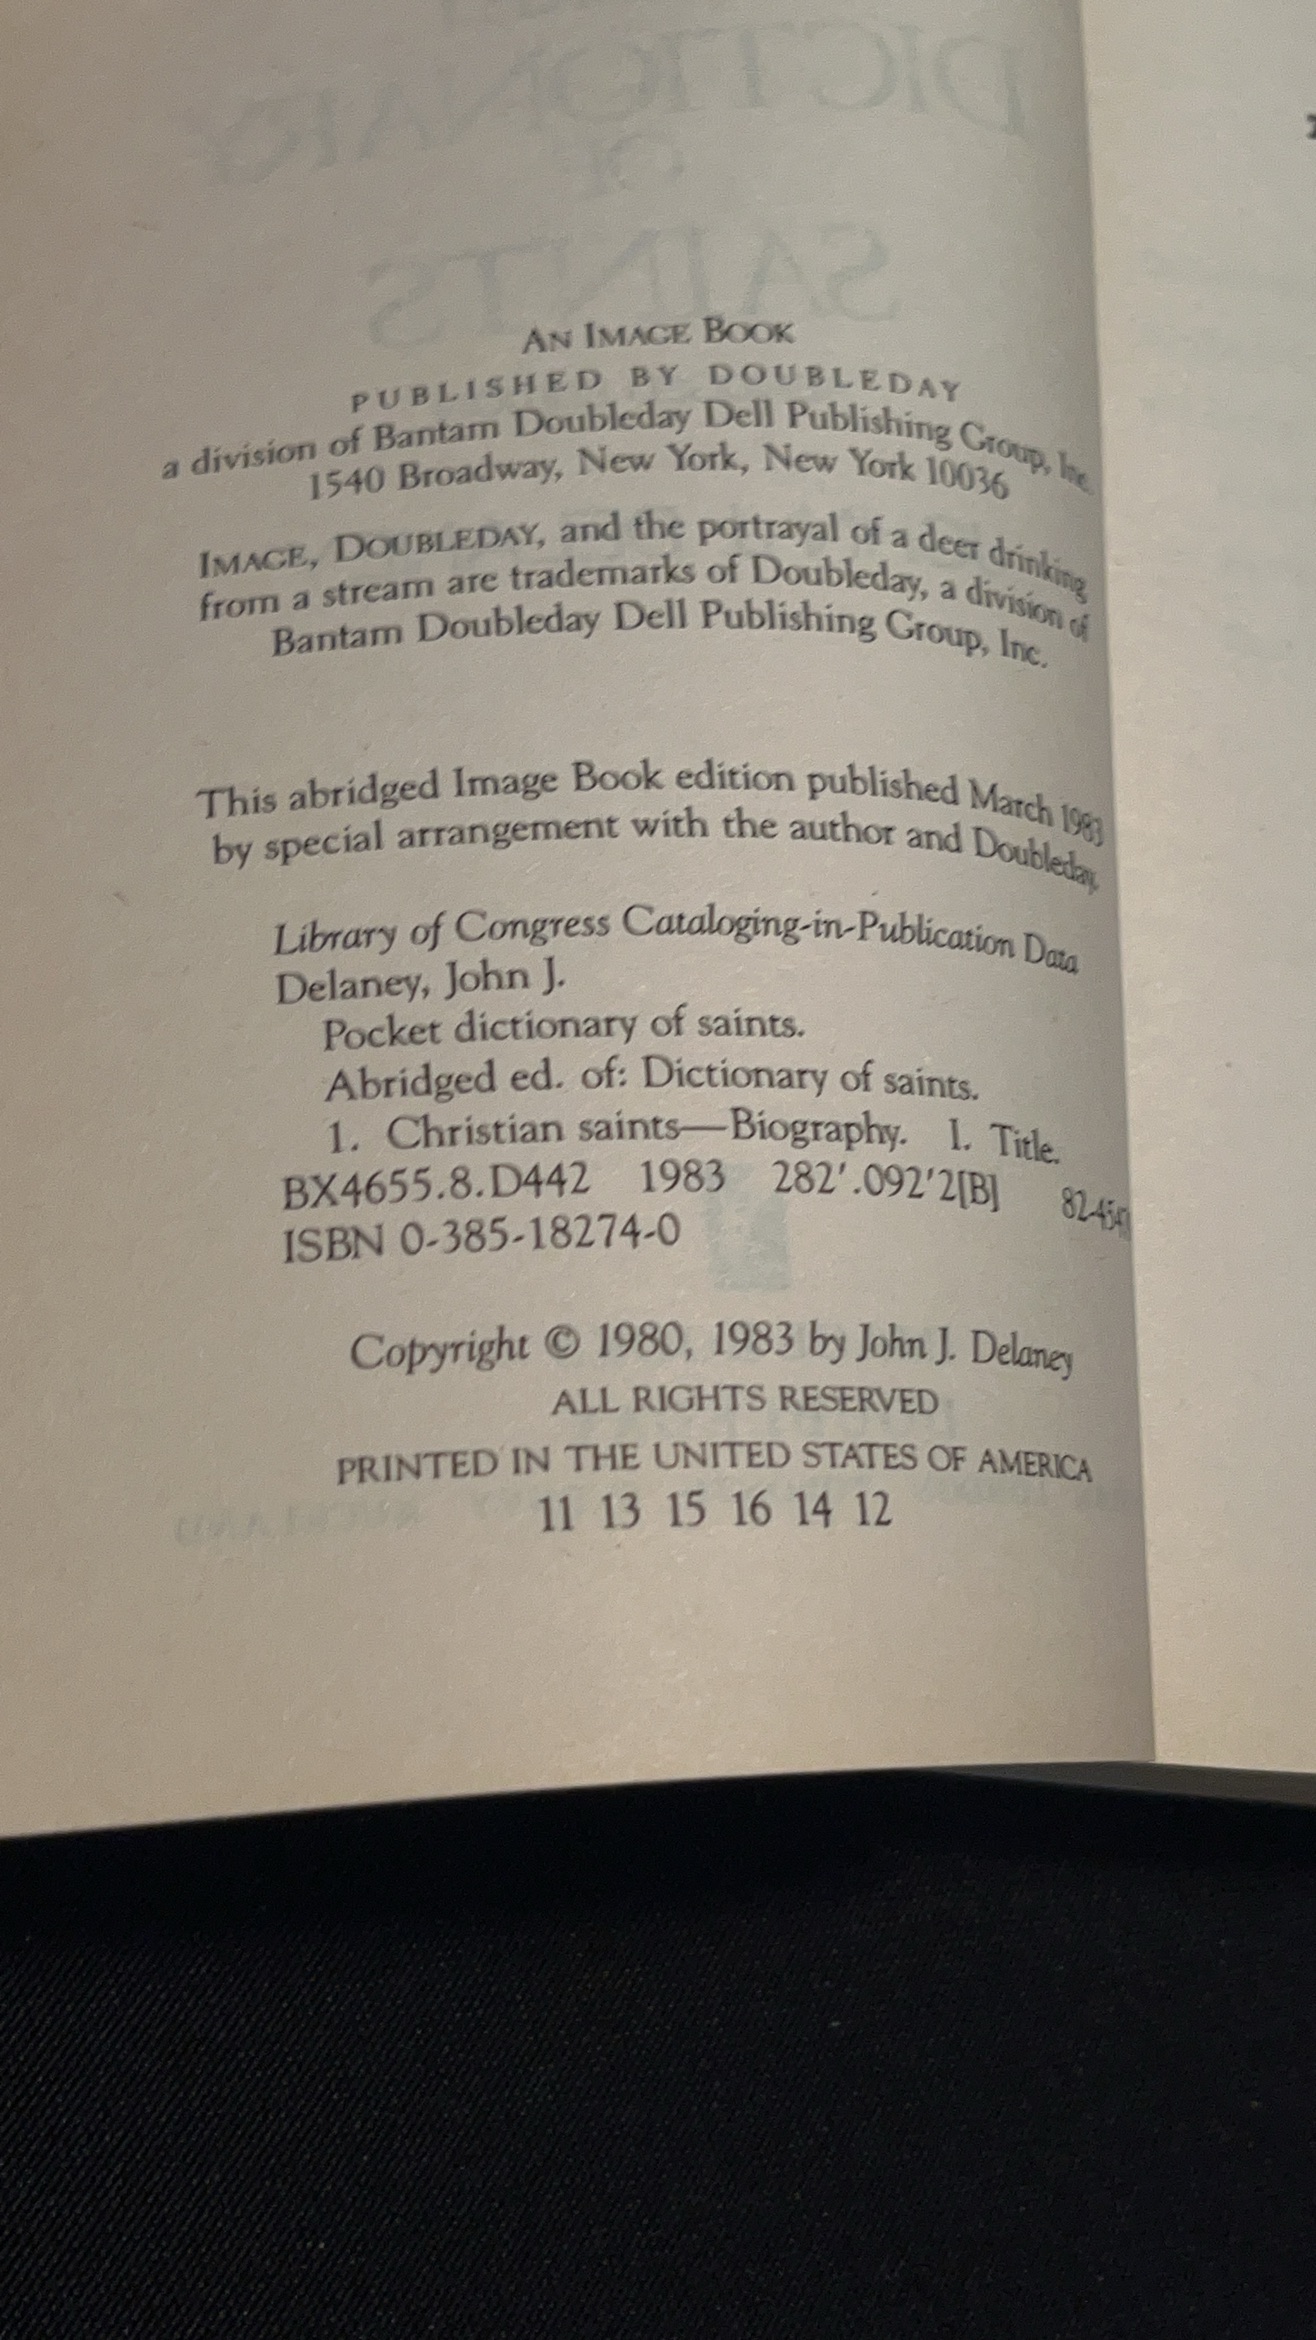 DICTIONARY
OF
SAINTS
AN IMAGE BOOK
PUBLISHED BY DOUBLEDAY
a division of Bantam Doubleday Dell Publishing Group, Inc.
1540 Broadway, New York, New York 10036
IMAGE, DOUBLEDAY, and the portrayal of a deer drinking
from a stream are trademarks of Doubleday, a division of
Bantam Doubleday Dell Publishing Group, Inc.
This abridged Image Book edition published March 1983
by special arrangement with the author and Doubleday.
Library of Congress Cataloging-in-Publication Data
Delaney, John J.
Pocket dictionary of saints.
Abridged ed. of: Dictionary of saints.
1. Christian saints—Biography. I. Title.
BX4655.8.D442 1983 282'.092'2[B]
ISBN 0-385-18274-0
Copyright © 1980, 1983 by John J. Delaney
ALL RIGHTS RESERVED
PRINTED IN THE UNITED STATES OF AMERICA
11 13 15 16 14 12